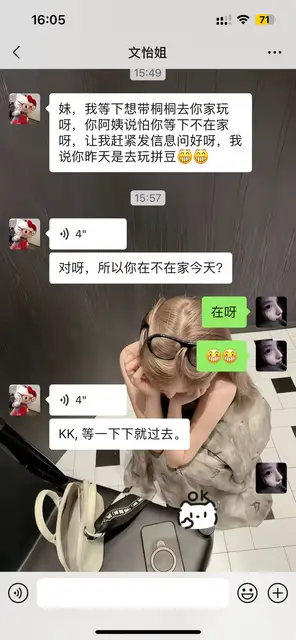 16:05
71
文怡姐
15:49
妹，我等下想带桐桐去你家玩
呀，你阿姨说怕你等下不在家
呀，让我赶紧发信息问好呀，我
说你昨天是去玩拼豆😁😁
15:57
4"
对呀，所以你在不在家今天?
在呀
😁😁
4"
KK, 等一下下就过去。
OK